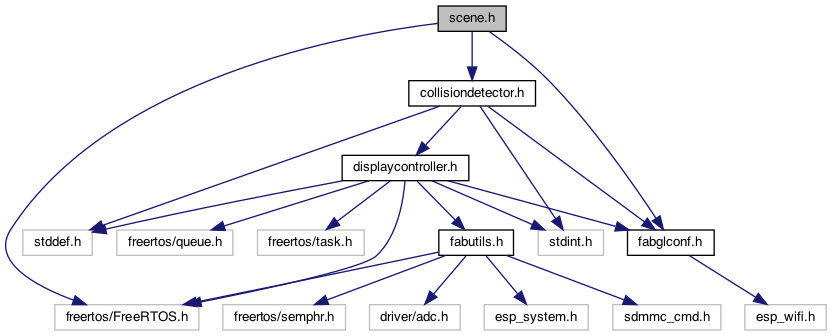 scene.h
collisiondetector.h
displaycontroller.h
stddef.h
freertos/queue.h
freertos/task.h
fabutils.h
stdint.h
fabglconf.h
freertos/FreeRTOS.h
freertos/semphr.h
driver/adc.h
esp_system.h
sdmmc_cmd.h
esp_wifi.h